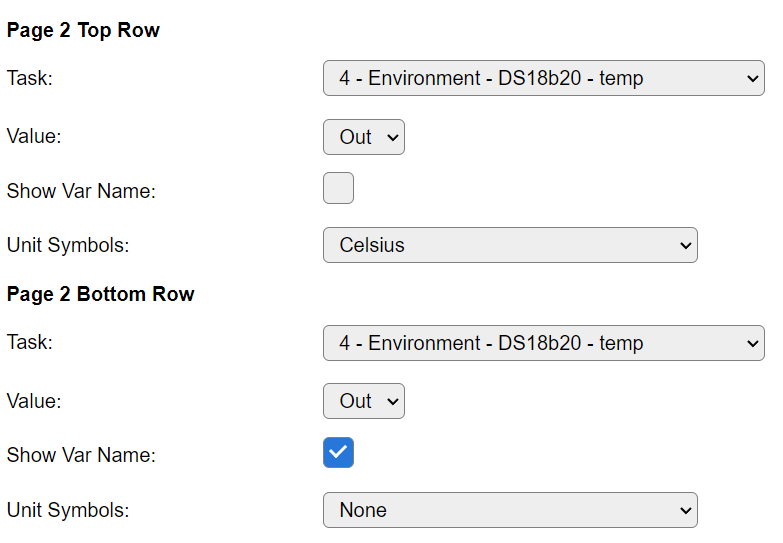 Page 2 Top Row
Task: 4 - Environment - DS18b20 - temp
Value: Out
Show Var Name:
Unit Symbols: Celsius
Page 2 Bottom Row
Task: 4 - Environment - DS18b20 - temp
Value: Out
Show Var Name:
Unit Symbols: None